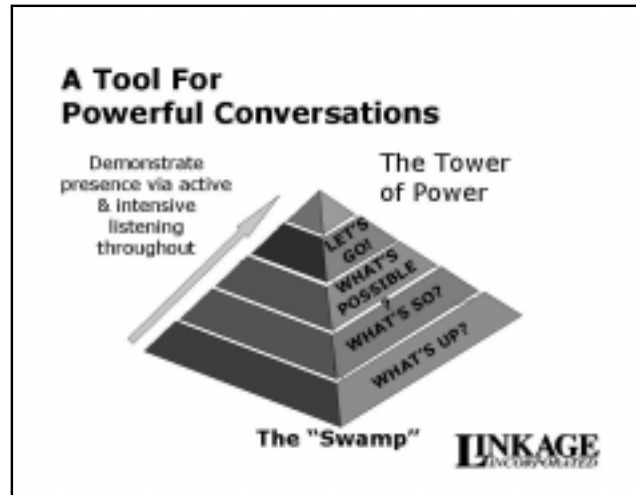 A Tool For
Powerful Conversations
Demonstrate
presence via active
& intensive
listening
throughout
The Tower
of Power
LET'S
GO!
WHAT'S
POSSIBLE
?
WHAT'S SO?
WHAT'S UP?
The "Swamp"
LINKAGE
INCORPORATED